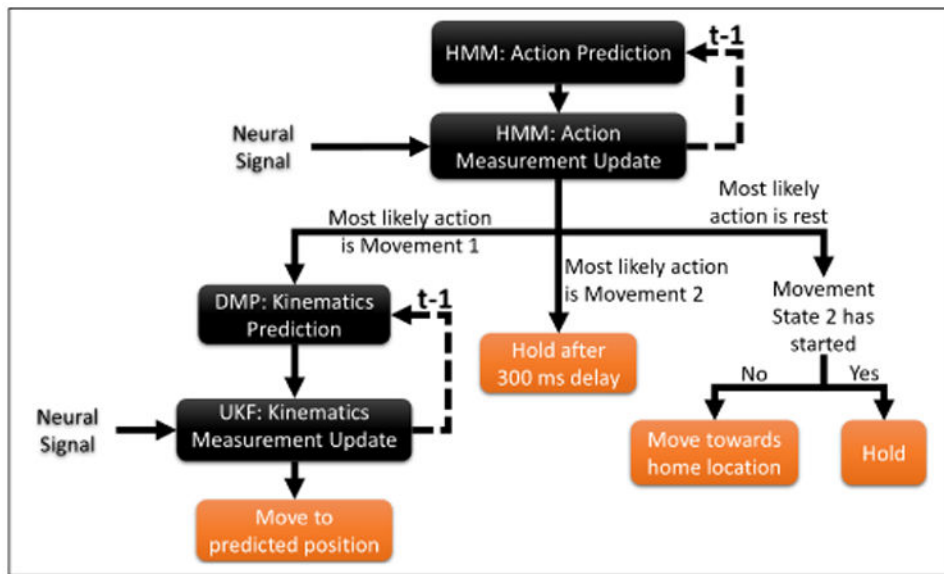 t-1
HMM: Action Prediction
Neural
Signal
HMM: Action
Measurement Update
Most likely
action is rest
Most likely action
is Movement 1
Most likely action
is Movement 2
Movement
State 2 has
started
t-1
DMP: Kinematics
Prediction
Hold after
300 ms delay
No
Yes
Neural
Signal
UKF: Kinematics
Measurement Update
Move towards
home location
Hold
Move to
predicted position